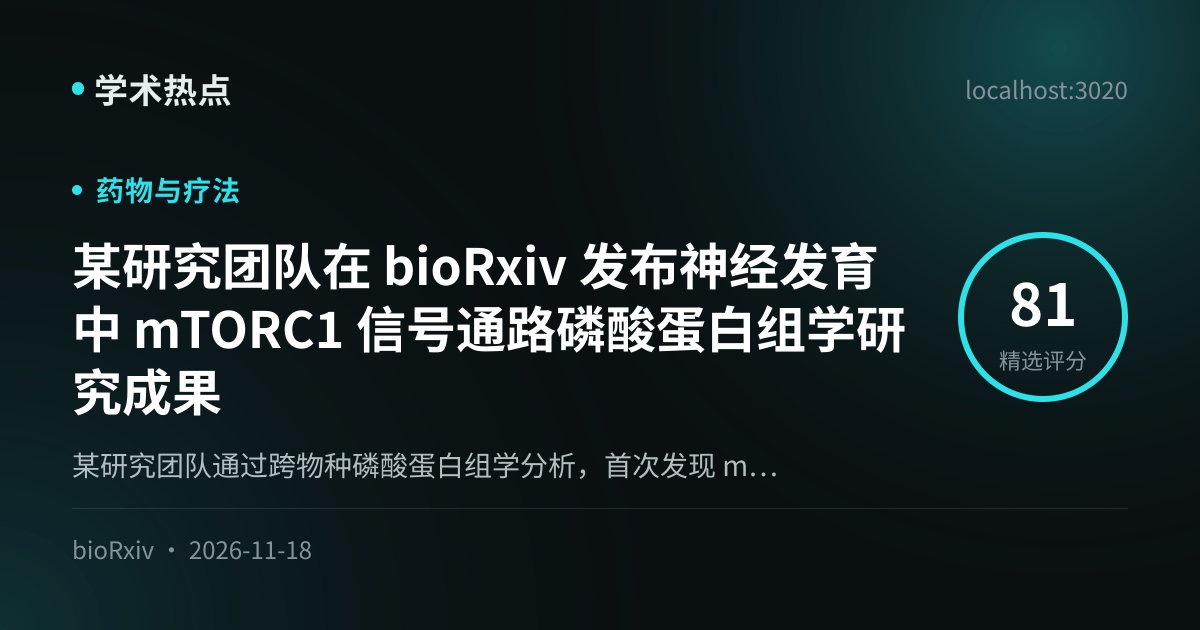 学术热点
localhost:3020
药物与疗法
某研究团队在 bioRxiv 发布神经发育
中 mTORC1 信号通路磷酸蛋白组学研
究成果
81
精选评分
某研究团队通过跨物种磷酸蛋白组学分析，首次发现 m…
bioRxiv · 2026-11-18